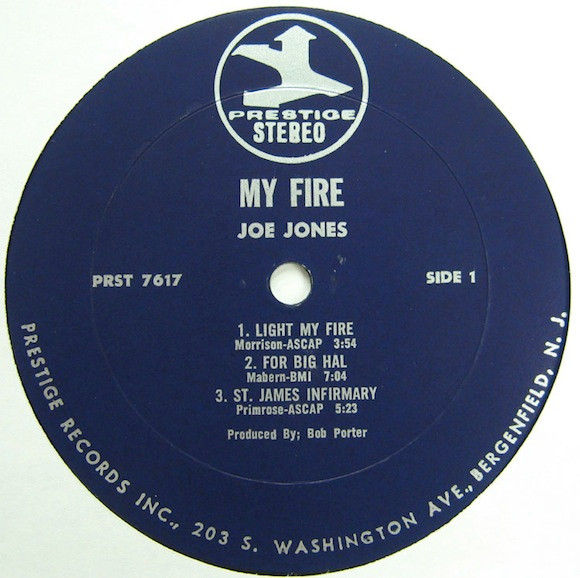 PRESTIGE
STEREO
MY FIRE
JOE JONES
PRST 7617
SIDE 1
1. LIGHT MY FIRE
Morrison-ASCAP 3:54
2. FOR BIG HAL
Mabern-BMI 7:04
3. ST. JAMES INFIRMARY
Primrose-ASCAP 5:23
Produced By; Bob Porter
PRESTIGE RECORDS INC., 203 S. WASHINGTON AVE., BERGENFIELD, N. J.